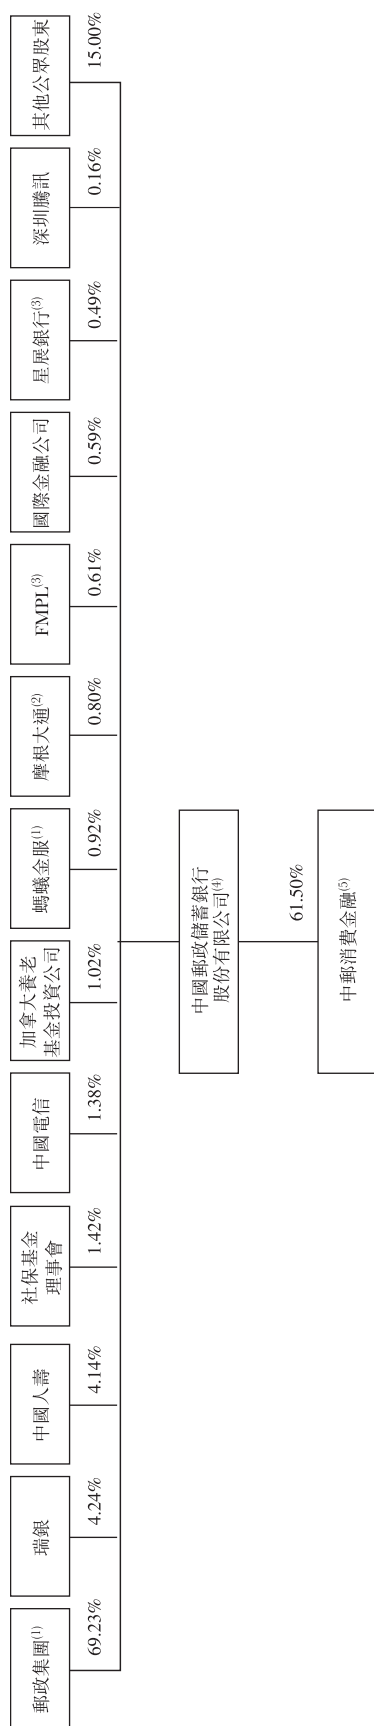 郵政集團(1)
69.23%
瑞銀
4.24%
中國人壽
4.14%
社保基金
理事會
1.42%
中國電信
1.38%
加拿大養老
基金投資公司
1.02%
螞蟻金服(1)
0.92%
摩根大通(2)
0.80%
FMPL(3)
0.61%
國際金融公司
0.59%
星展銀行(3)
0.49%
深圳騰訊
0.16%
其他公眾股東
15.00%
中國郵政儲蓄銀行
股份有限公司(4)
61.50%
中郵消費金融(5)